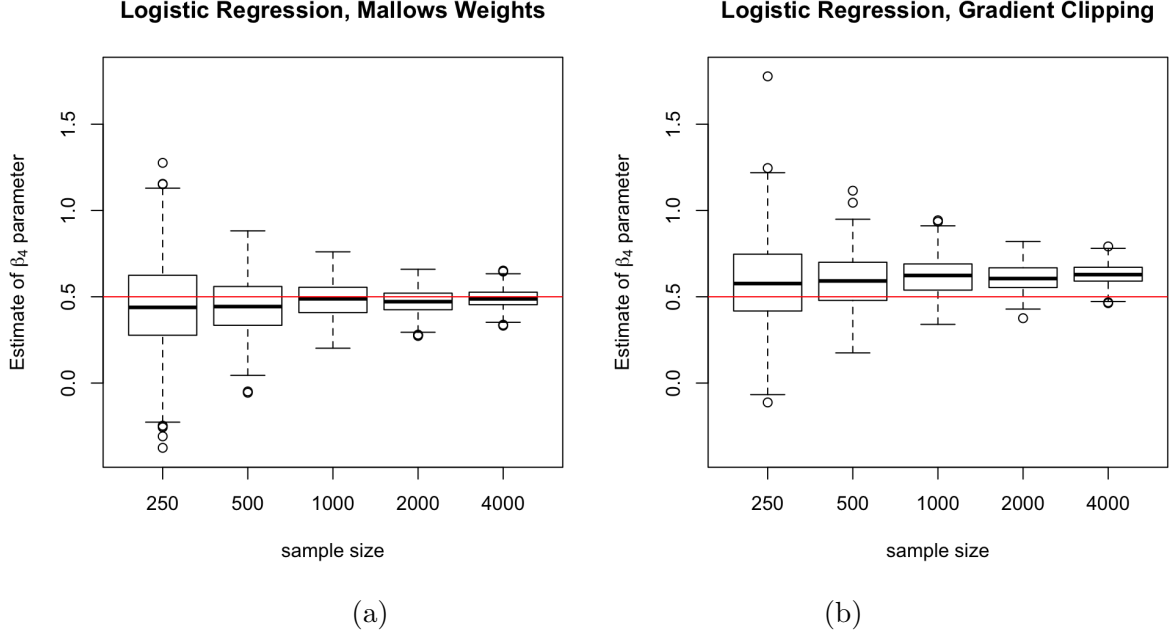 Logistic Regression, Mallows Weights
Estimate of β₄ parameter
1.5
1.0
0.5
0.0
250 500 1000 2000 4000
sample size
(a)
Logistic Regression, Gradient Clipping
Estimate of β₄ parameter
1.5
1.0
0.5
0.0
250 500 1000 2000 4000
sample size
(b)